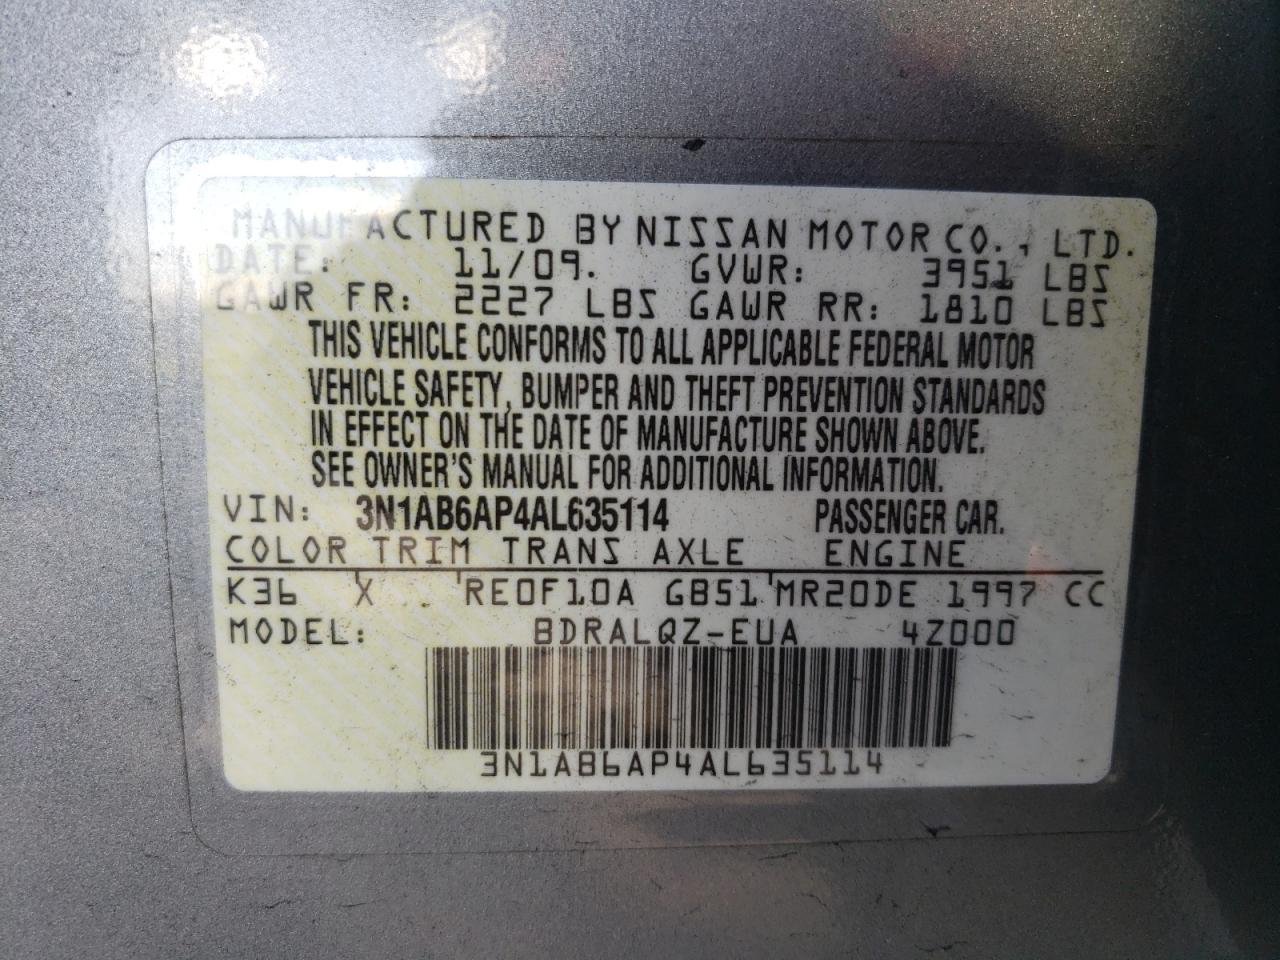 MANUFACTURED BY NISSAN MOTOR CO., LTD.
DATE: 11/09. GVWR: 3951 LBS
GAWR FR: 2227 LBS GAWR RR: 1810 LBS
THIS VEHICLE CONFORMS TO ALL APPLICABLE FEDERAL MOTOR
VEHICLE SAFETY, BUMPER AND THEFT PREVENTION STANDARDS
IN EFFECT ON THE DATE OF MANUFACTURE SHOWN ABOVE.
SEE OWNER'S MANUAL FOR ADDITIONAL INFORMATION.
VIN: 3N1AB6AP4AL635114 PASSENGER CAR.
COLOR TRIM TRANS AXLE ENGINE
K36 X RE0F10A GB51 MR20DE 1997 CC
MODEL: BDRALQZ-EUA 4Z000
3N1AB6AP4AL635114